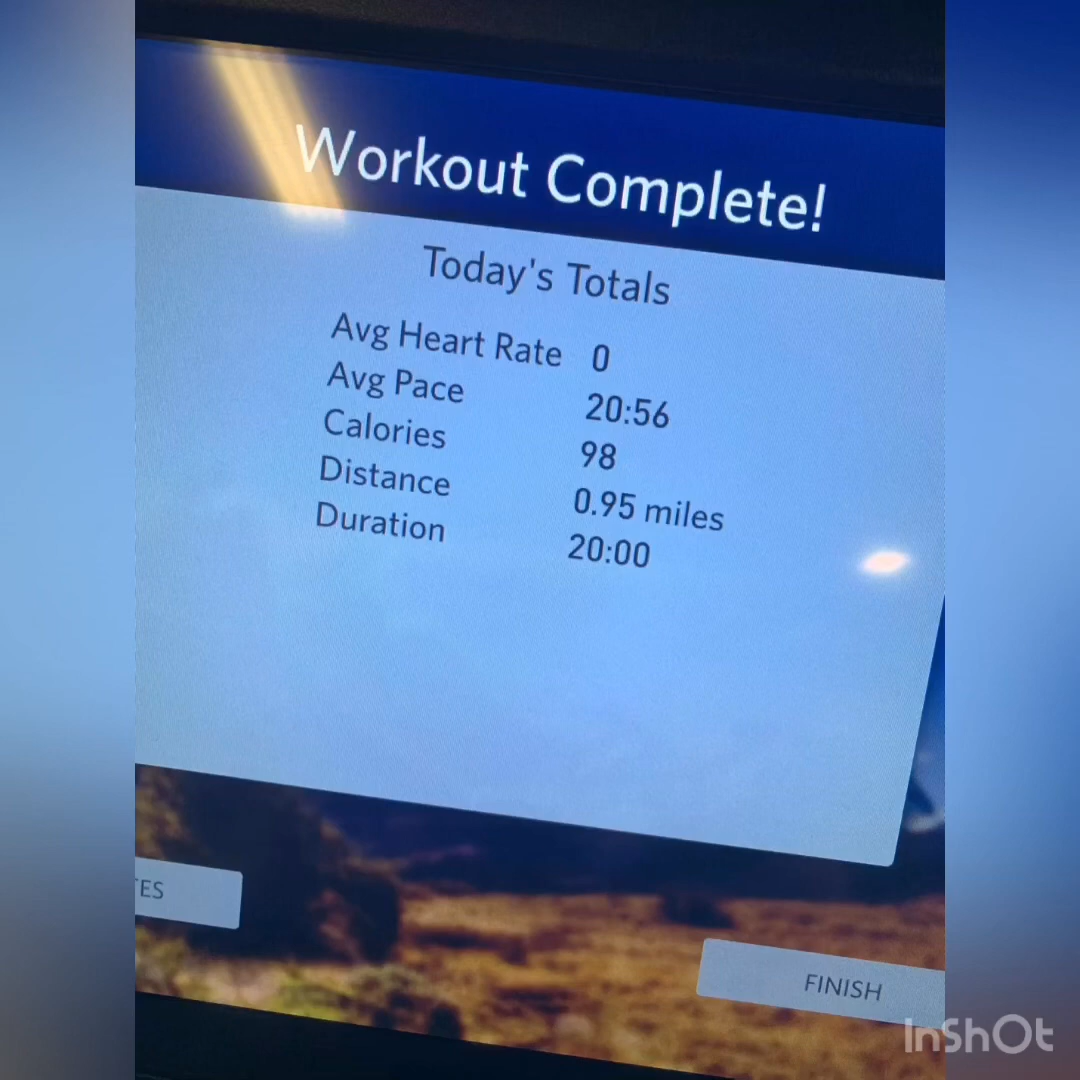 Workout Complete!
Today's Totals
Avg Heart Rate 0
Avg Pace 20:56
Calories 98
Distance 0.95 miles
Duration 20:00
FINISH
InShOt